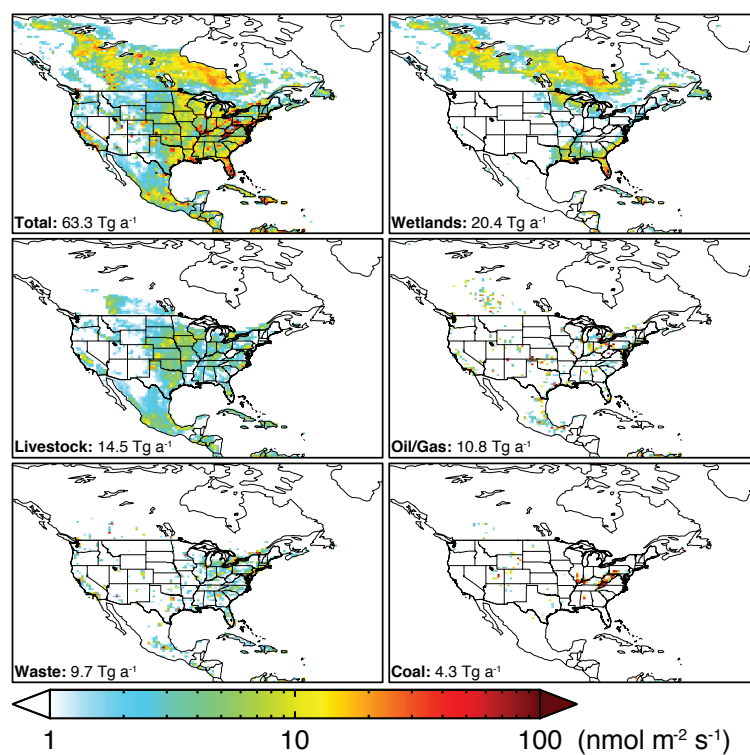 Total: 63.3 Tg a⁻¹
Wetlands: 20.4 Tg a⁻¹
Livestock: 14.5 Tg a⁻¹
Oil/Gas: 10.8 Tg a⁻¹
Waste: 9.7 Tg a⁻¹
Coal: 4.3 Tg a⁻¹
1 10 100 (nmol m⁻² s⁻¹)